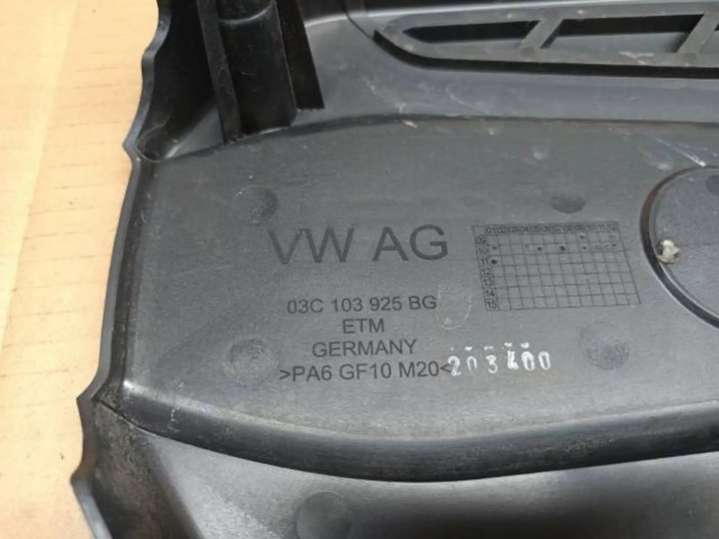 VW AG
03C 103 925 BG
ETM
GERMANY
>PA6 GF10 M20<